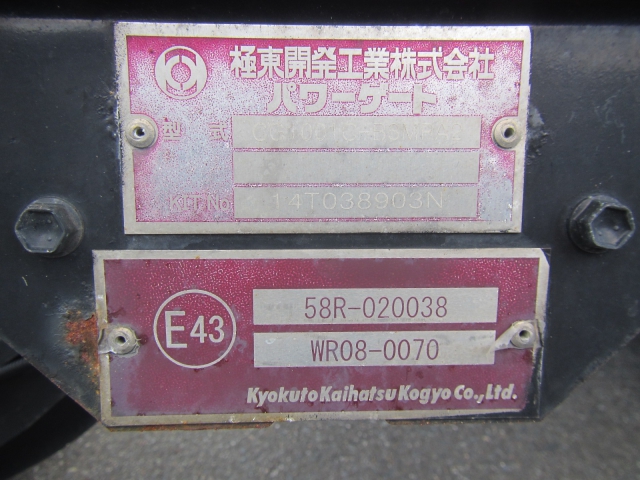 極東開発工業株式会社
パワーゲート
型 式
KIT No. 14T038903N
E43
58R-020038
WR08-0070
Kyokuto Kaihatsu Kogyo Co., Ltd.